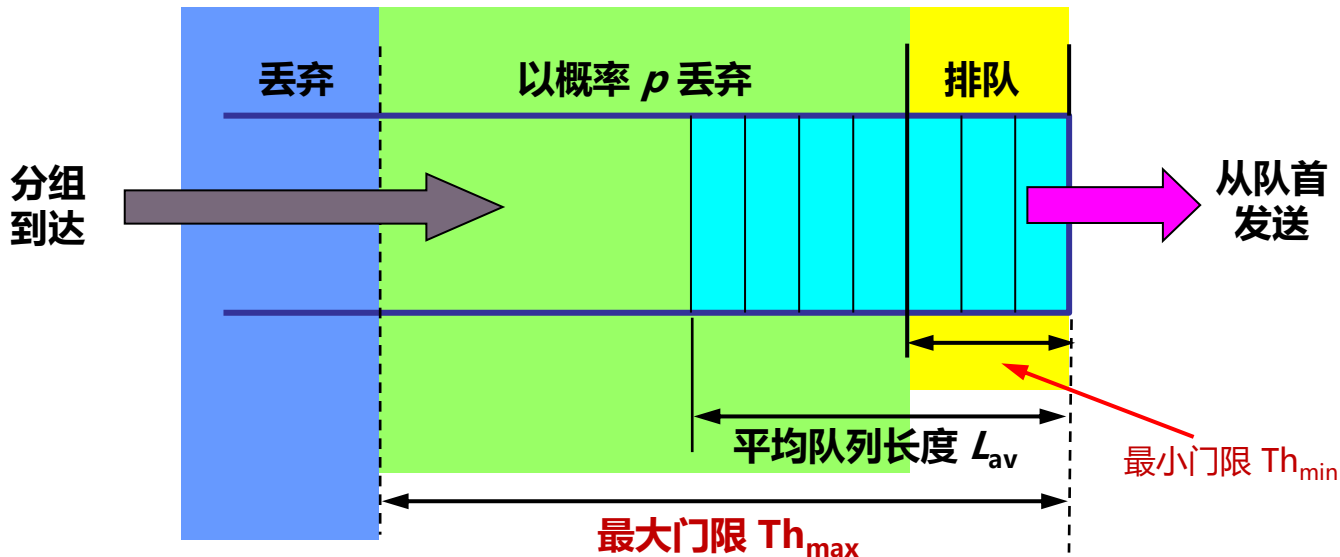 丢弃
以概率 p 丢弃
排队
分组
到达
从队首
发送
平均队列长度 Lav
最小门限 Thmin
最大门限 Thmax